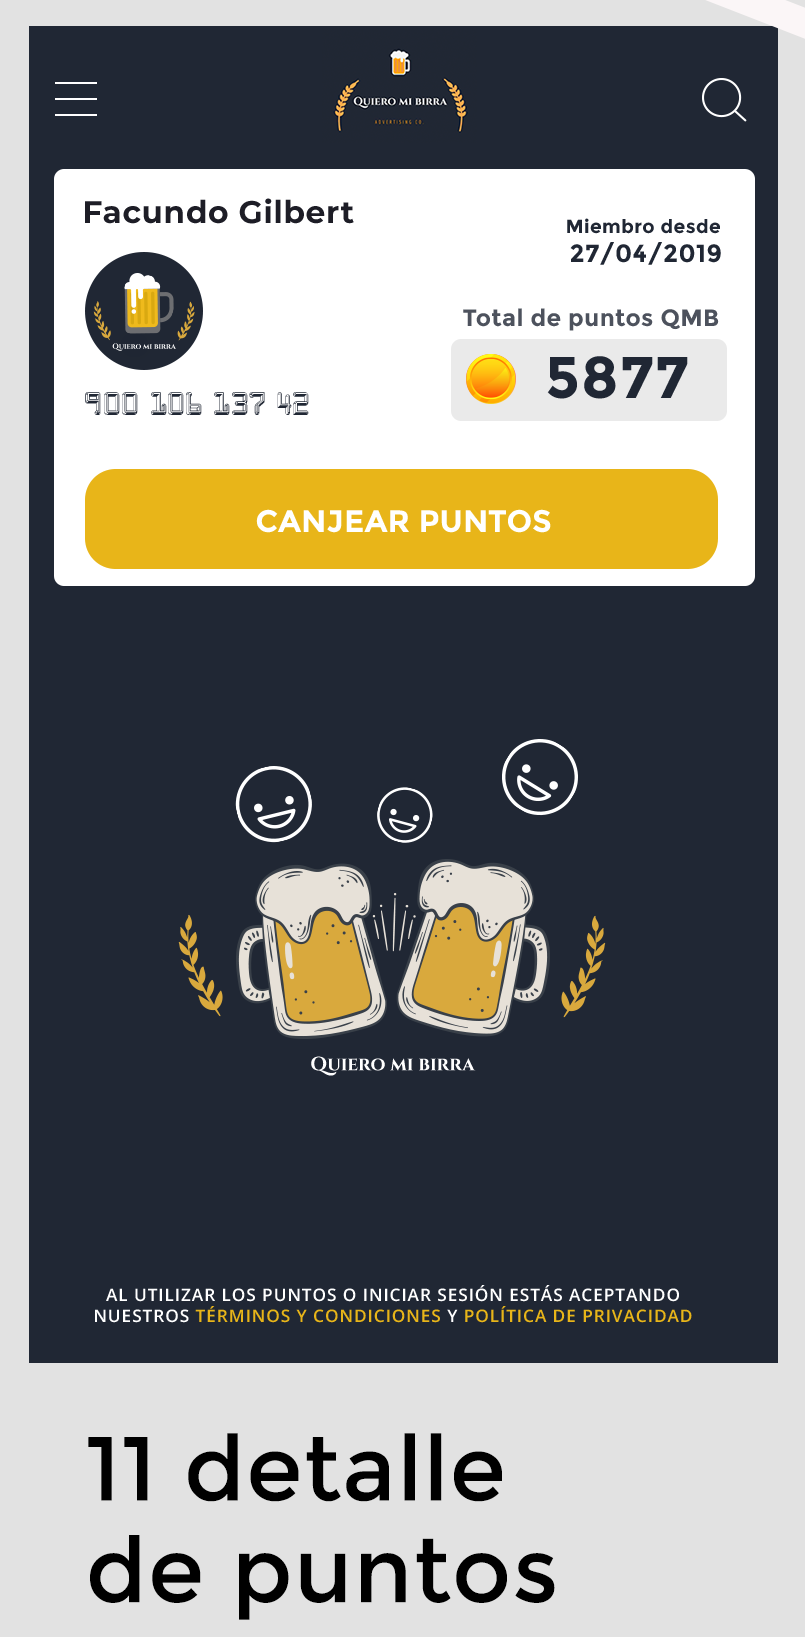 QUIERO MI BIRRA
ADVERTISING CO.
Facundo Gilbert
Miembro desde
27/04/2019
QUIERO MI BIRRA
Total de puntos QMB
5877
900 106 137 42
CANJEAR PUNTOS
QUIERO MI BIRRA
AL UTILIZAR LOS PUNTOS O INICIAR SESIÓN ESTÁS ACEPTANDO
NUESTROS TÉRMINOS Y CONDICIONES Y POLÍTICA DE PRIVACIDAD
11 detalle
de puntos